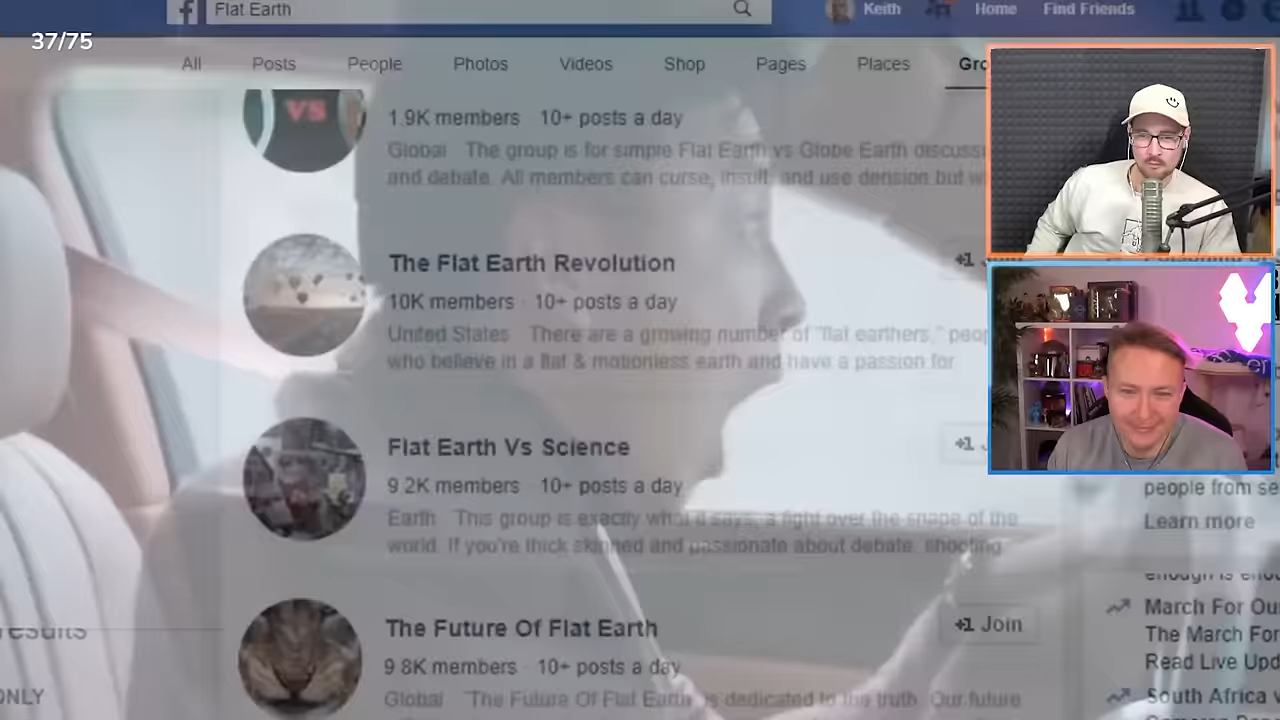 Flat Earth
Keith
Home
Find Friends
37/75
All
Posts
People
Photos
Videos
Shop
Pages
Places
VS
1.9K members 10+ posts a day
Global The group is for simple Flat Earth vs Globe Earth
and debate. All members can curse, insult, and use derision but
The Flat Earth Revolution
+1
10K members · 10+ posts a day
United States There are a growing number of "flat earthers,"
who believe in a flat & motionless earth and have a passion for
Flat Earth Vs Science
+1
9.2K members · 10+ posts a day
Earth This group is exactly what it says, a fight over the shape of the
world. If you're thick skinned and passionate about debate, shooting
people from
Learn more
The Future Of Flat Earth
+1 Join
9.8K members · 10+ posts a day
Global "The Future Of Flat Earth" is dedicated to the truth. Our future
results
ONLY
March For
The March For
Read Live
South Africa